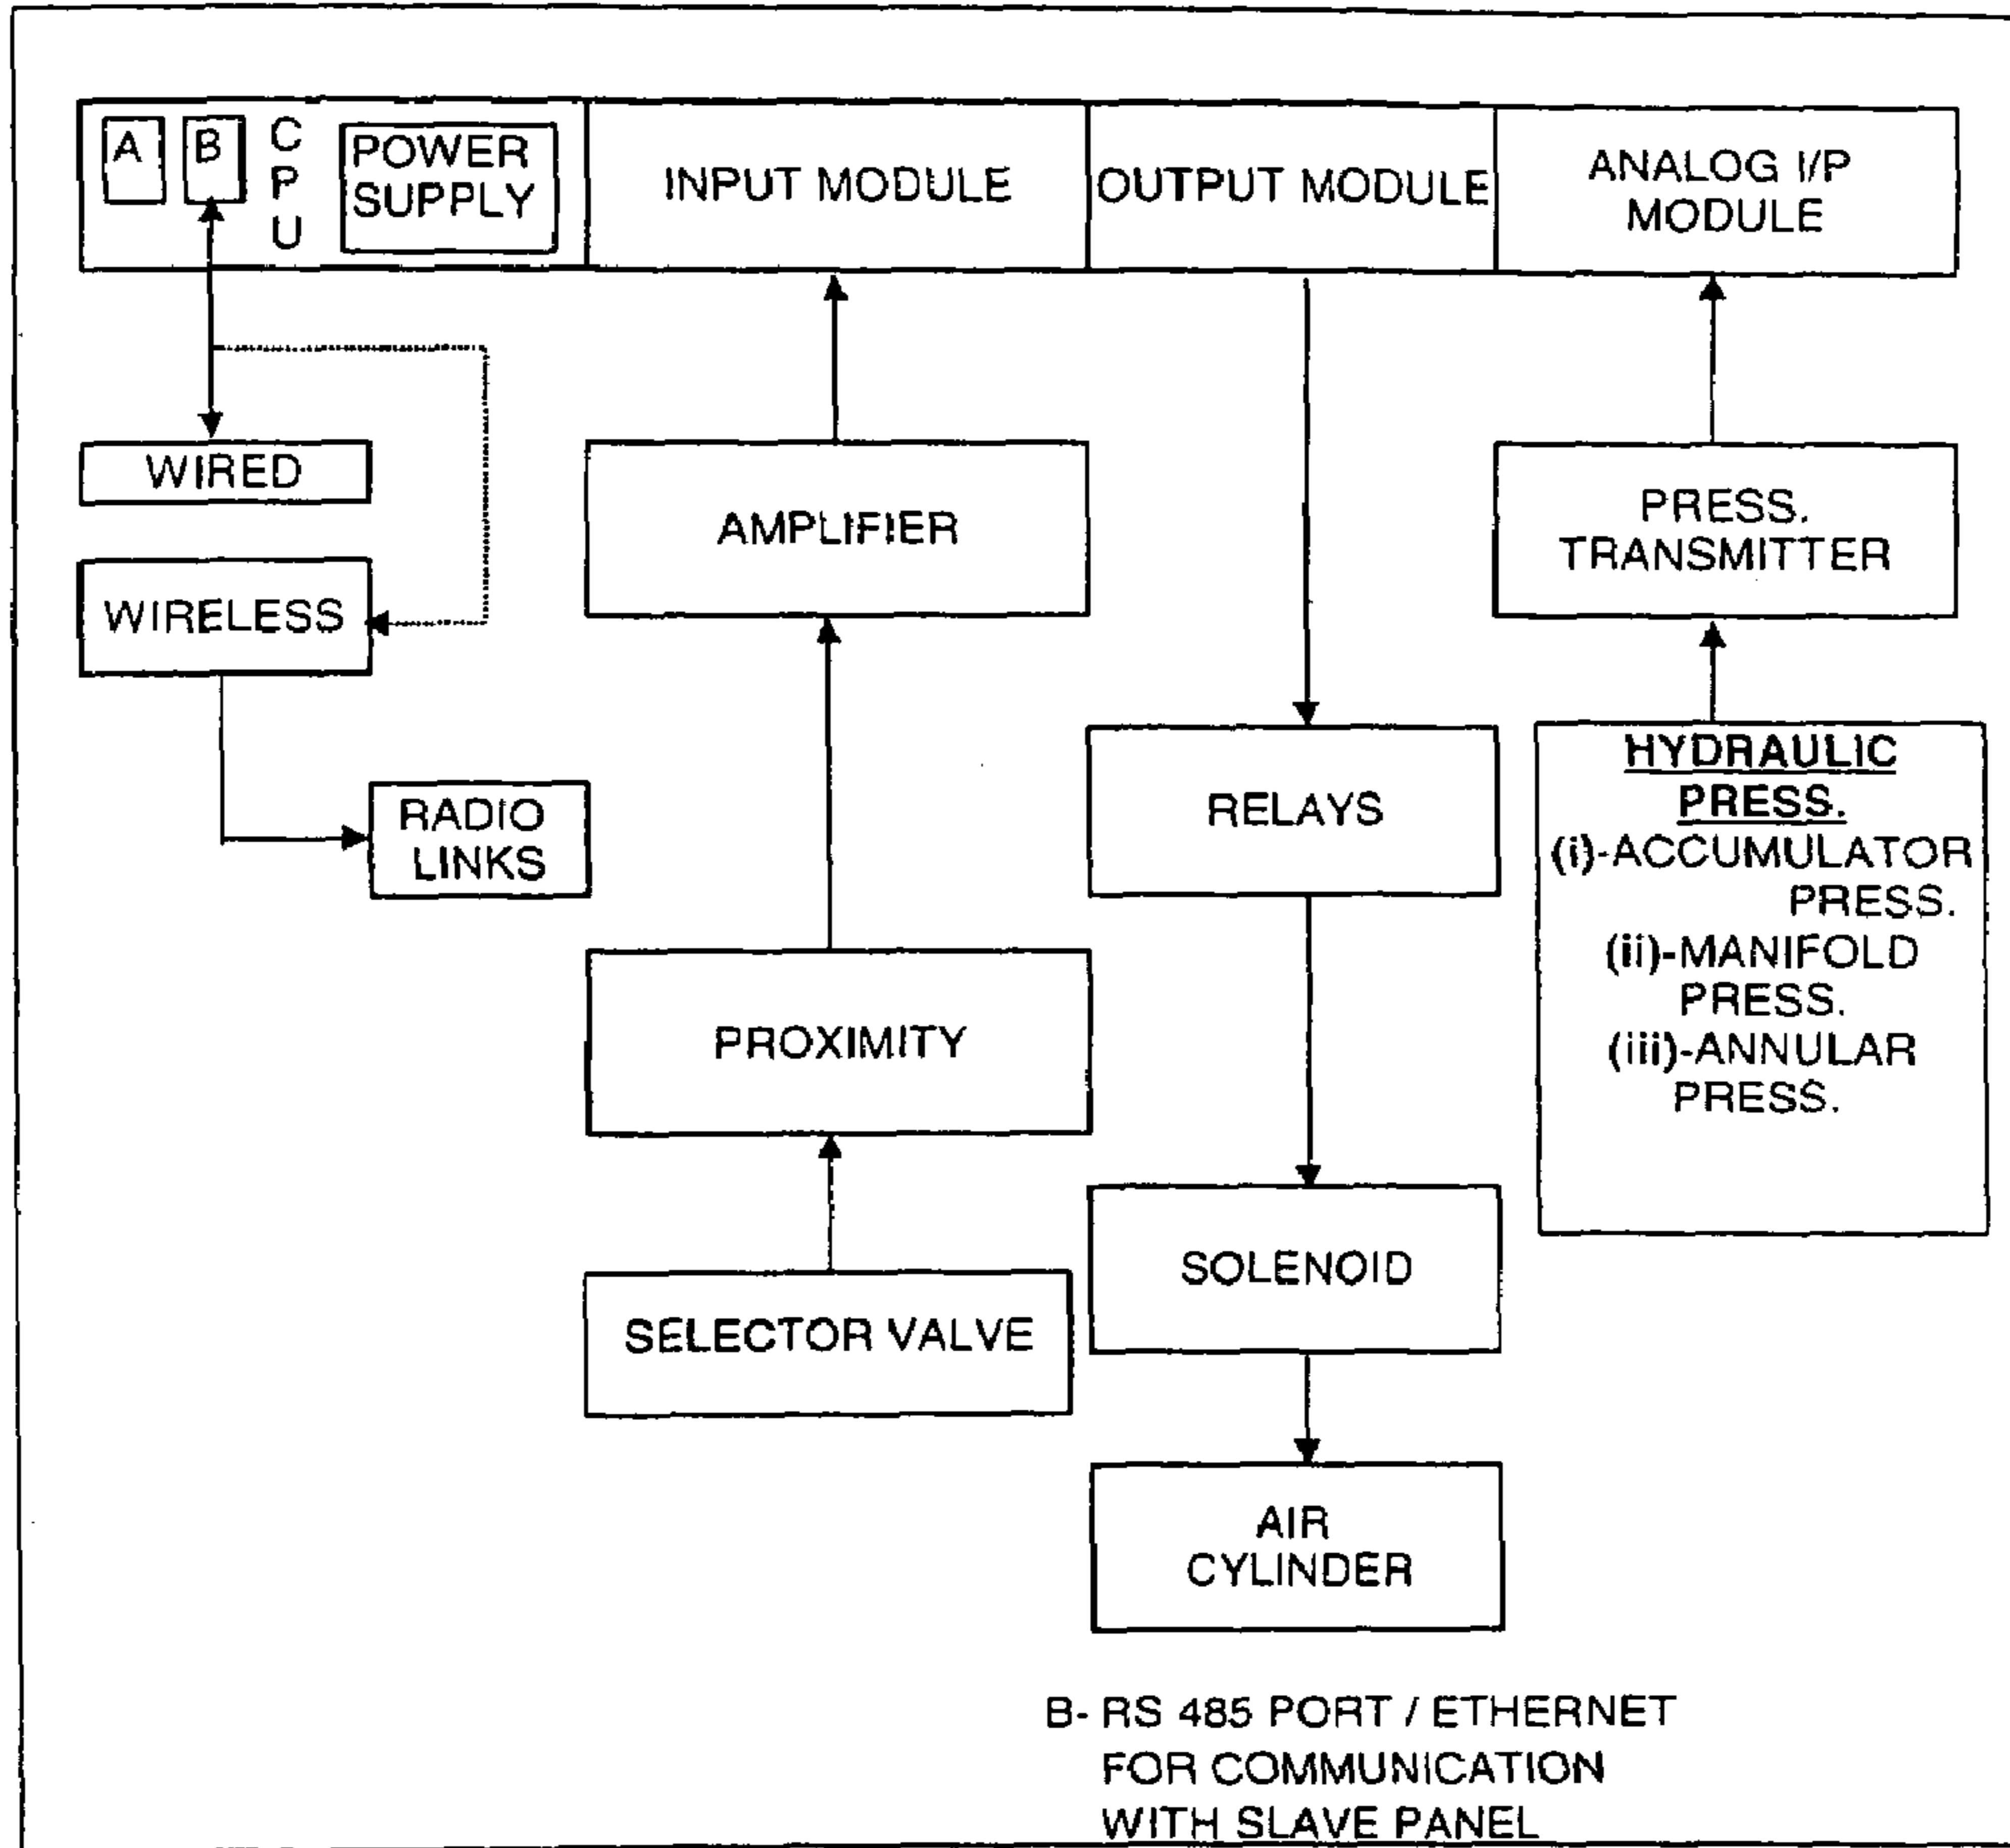 A
B
C
P
U
POWER
SUPPLY
INPUT MODULE
OUTPUT MODULE
ANALOG I/P
MODULE
WIRED
WIRELESS
RADIO
LINKS
AMPLIFIER
PROXIMITY
SELECTOR VALVE
RELAYS
SOLENOID
AIR
CYLINDER
PRESS.
TRANSMITTER
HYDRAULIC
PRESS.
(i)-ACCUMULATOR
PRESS.
(ii)-MANIFOLD
PRESS.
(iii)-ANNULAR
PRESS.
B- RS 485 PORT / ETHERNET
FOR COMMUNICATION
WITH SLAVE PANEL